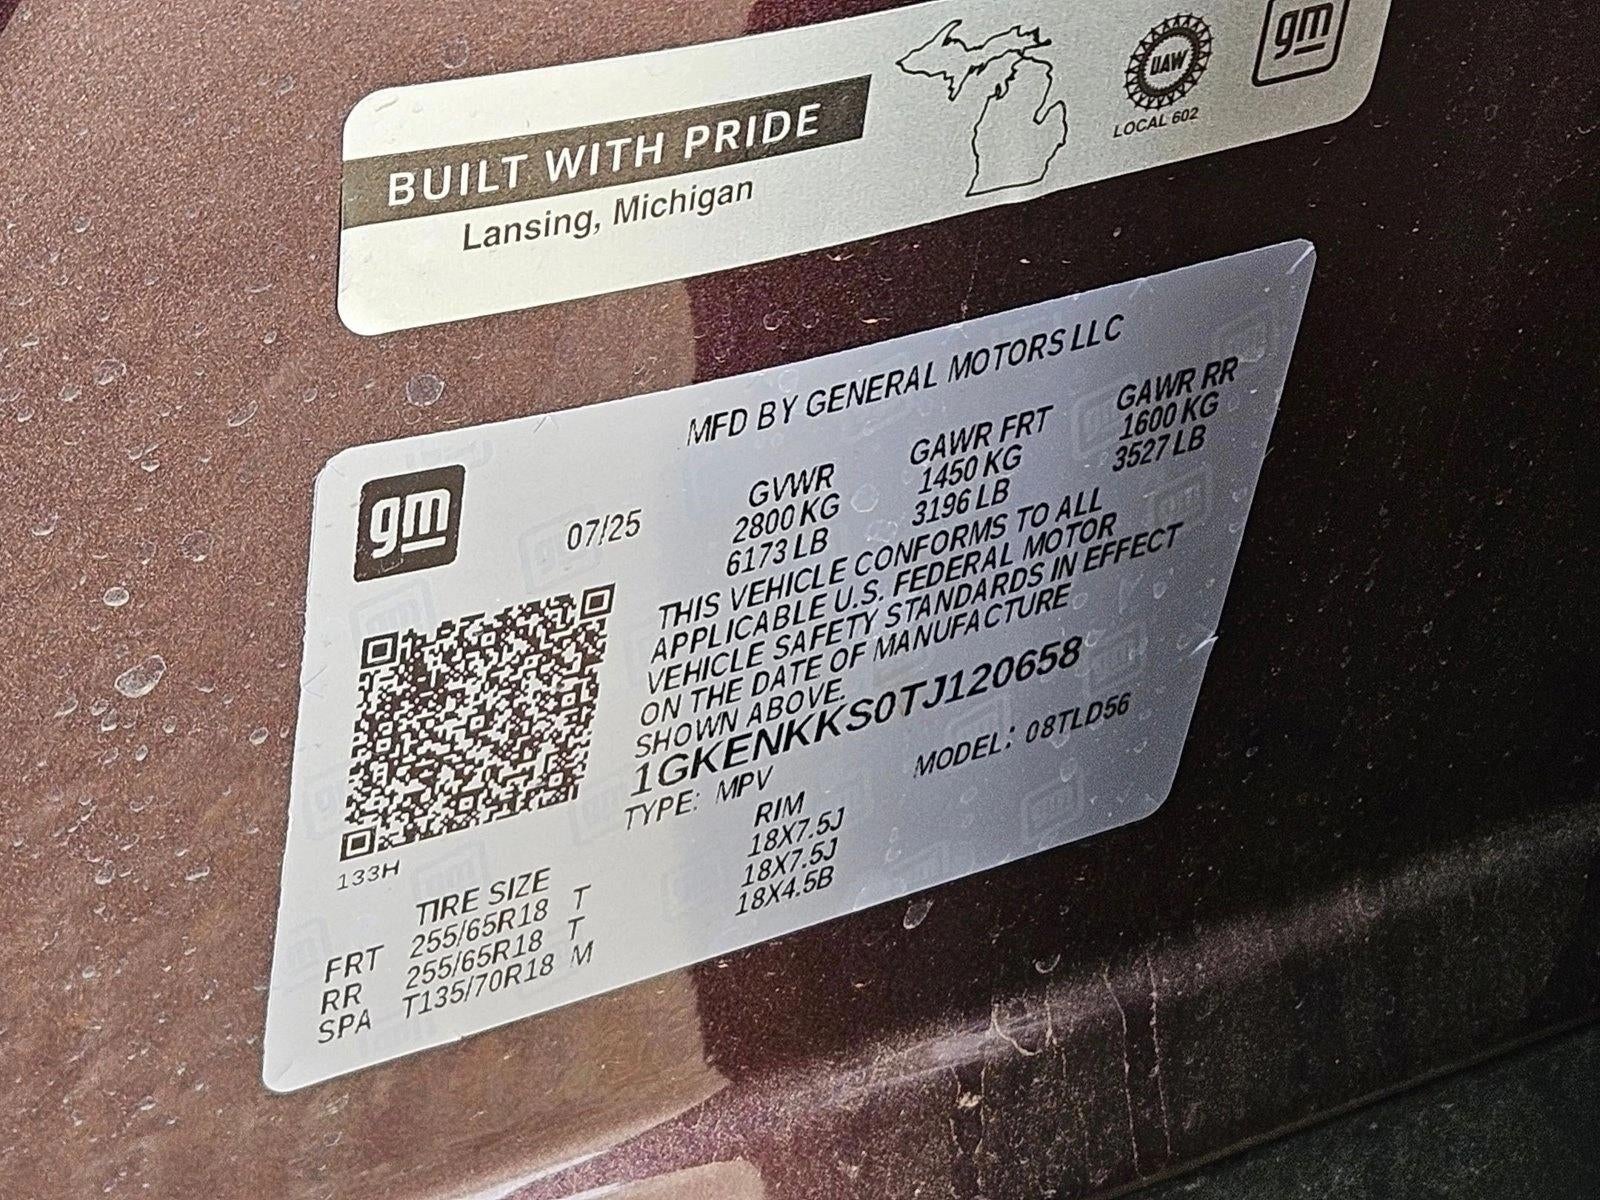 BUILT WITH PRIDE
Lansing, Michigan
UAW
LOCAL 602
gm
MFD BY GENERAL MOTORS LLC
gm
07/25
GVWR
2800 KG
6173 LB
GAWR FRT
1450 KG
3196 LB
GAWR RR
1600 KG
3527 LB
THIS VEHICLE CONFORMS TO ALL
APPLICABLE U.S. FEDERAL MOTOR
VEHICLE SAFETY STANDARDS IN EFFECT
ON THE DATE OF MANUFACTURE
SHOWN ABOVE.
1GKENKKS0TJ120658
TYPE: MPV MODEL: 08TLD56
133H
TIRE SIZE RIM
FRT 255/65R18 T 18X7.5J
RR 255/65R18 T 18X7.5J
SPA T135/70R18 M 18X4.5B